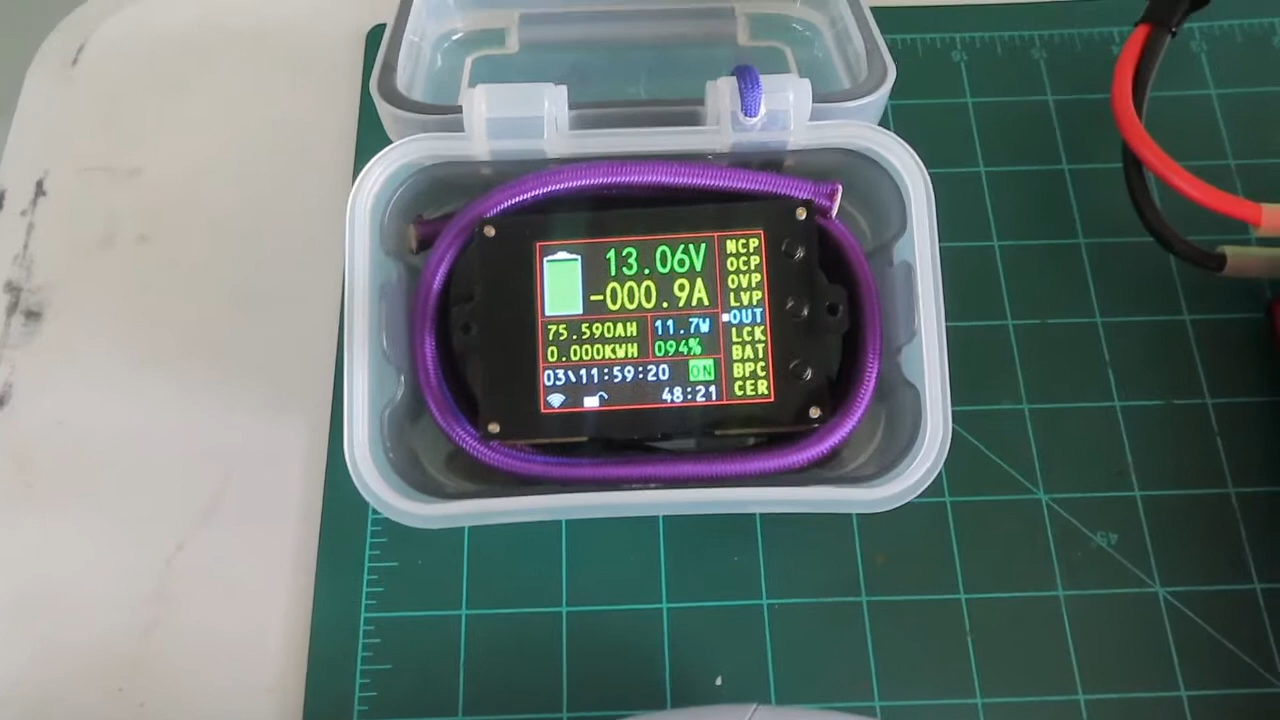 13.06V
-000.9A
75.590AH
11.7W
0.000KWH
094%
03\11:59:20
ON
48:21
NCP
OCP
OVP
LVP
OUT
LCK
BAT
BPC
CER
45